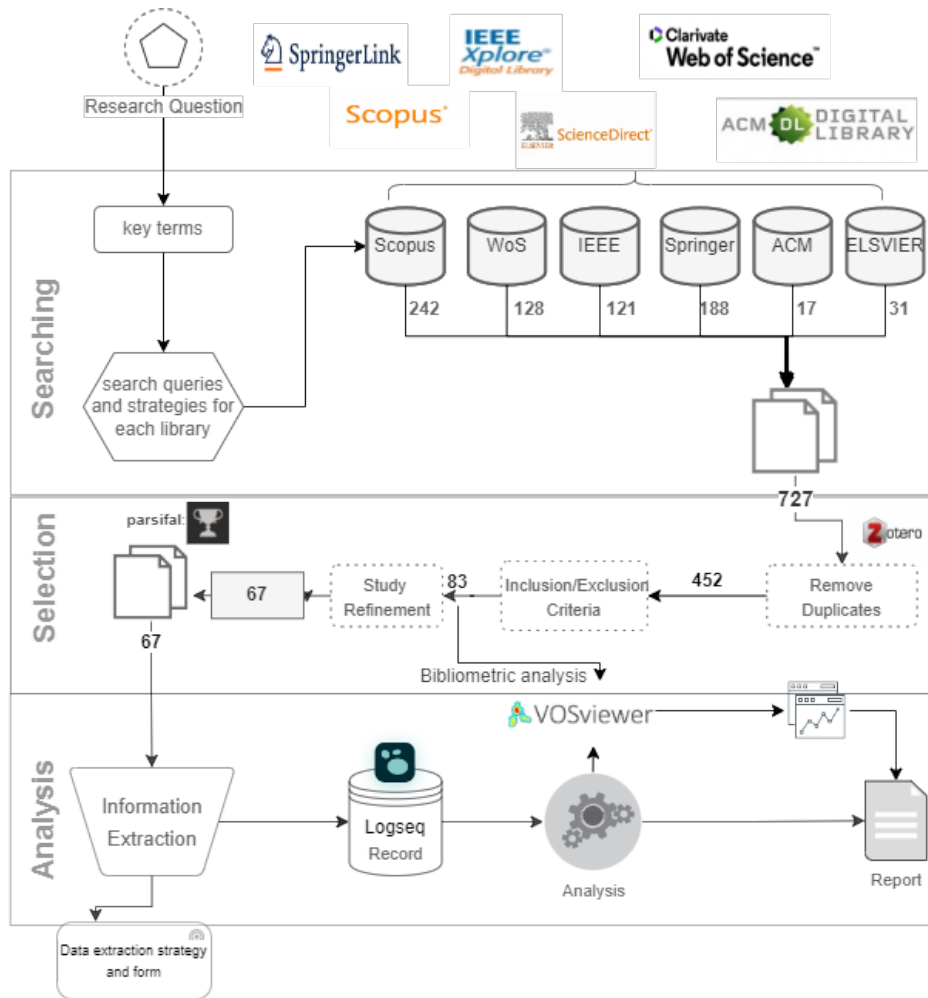 SpringerLink
IEEE
Xplore®
Digital Library
Clarivate
Web of Science™
Research Question
Scopus®
ELSEVIER
ScienceDirect®
ACM DL DIGITAL
LIBRARY
Searching
key terms
Scopus
WoS
IEEE
Springer
ACM
ELSVIER
242
128
121
188
17
31
search queries
and strategies for
each library
727
Selection
parsifal:
Zotero
67
Study
Refinement
83
Inclusion/Exclusion
Criteria
452
Remove
Duplicates
67
Bibliometric analysis
Analysis
VOSviewer
Information
Extraction
Logseq
Record
Analysis
Report
Data extraction strategy
and form